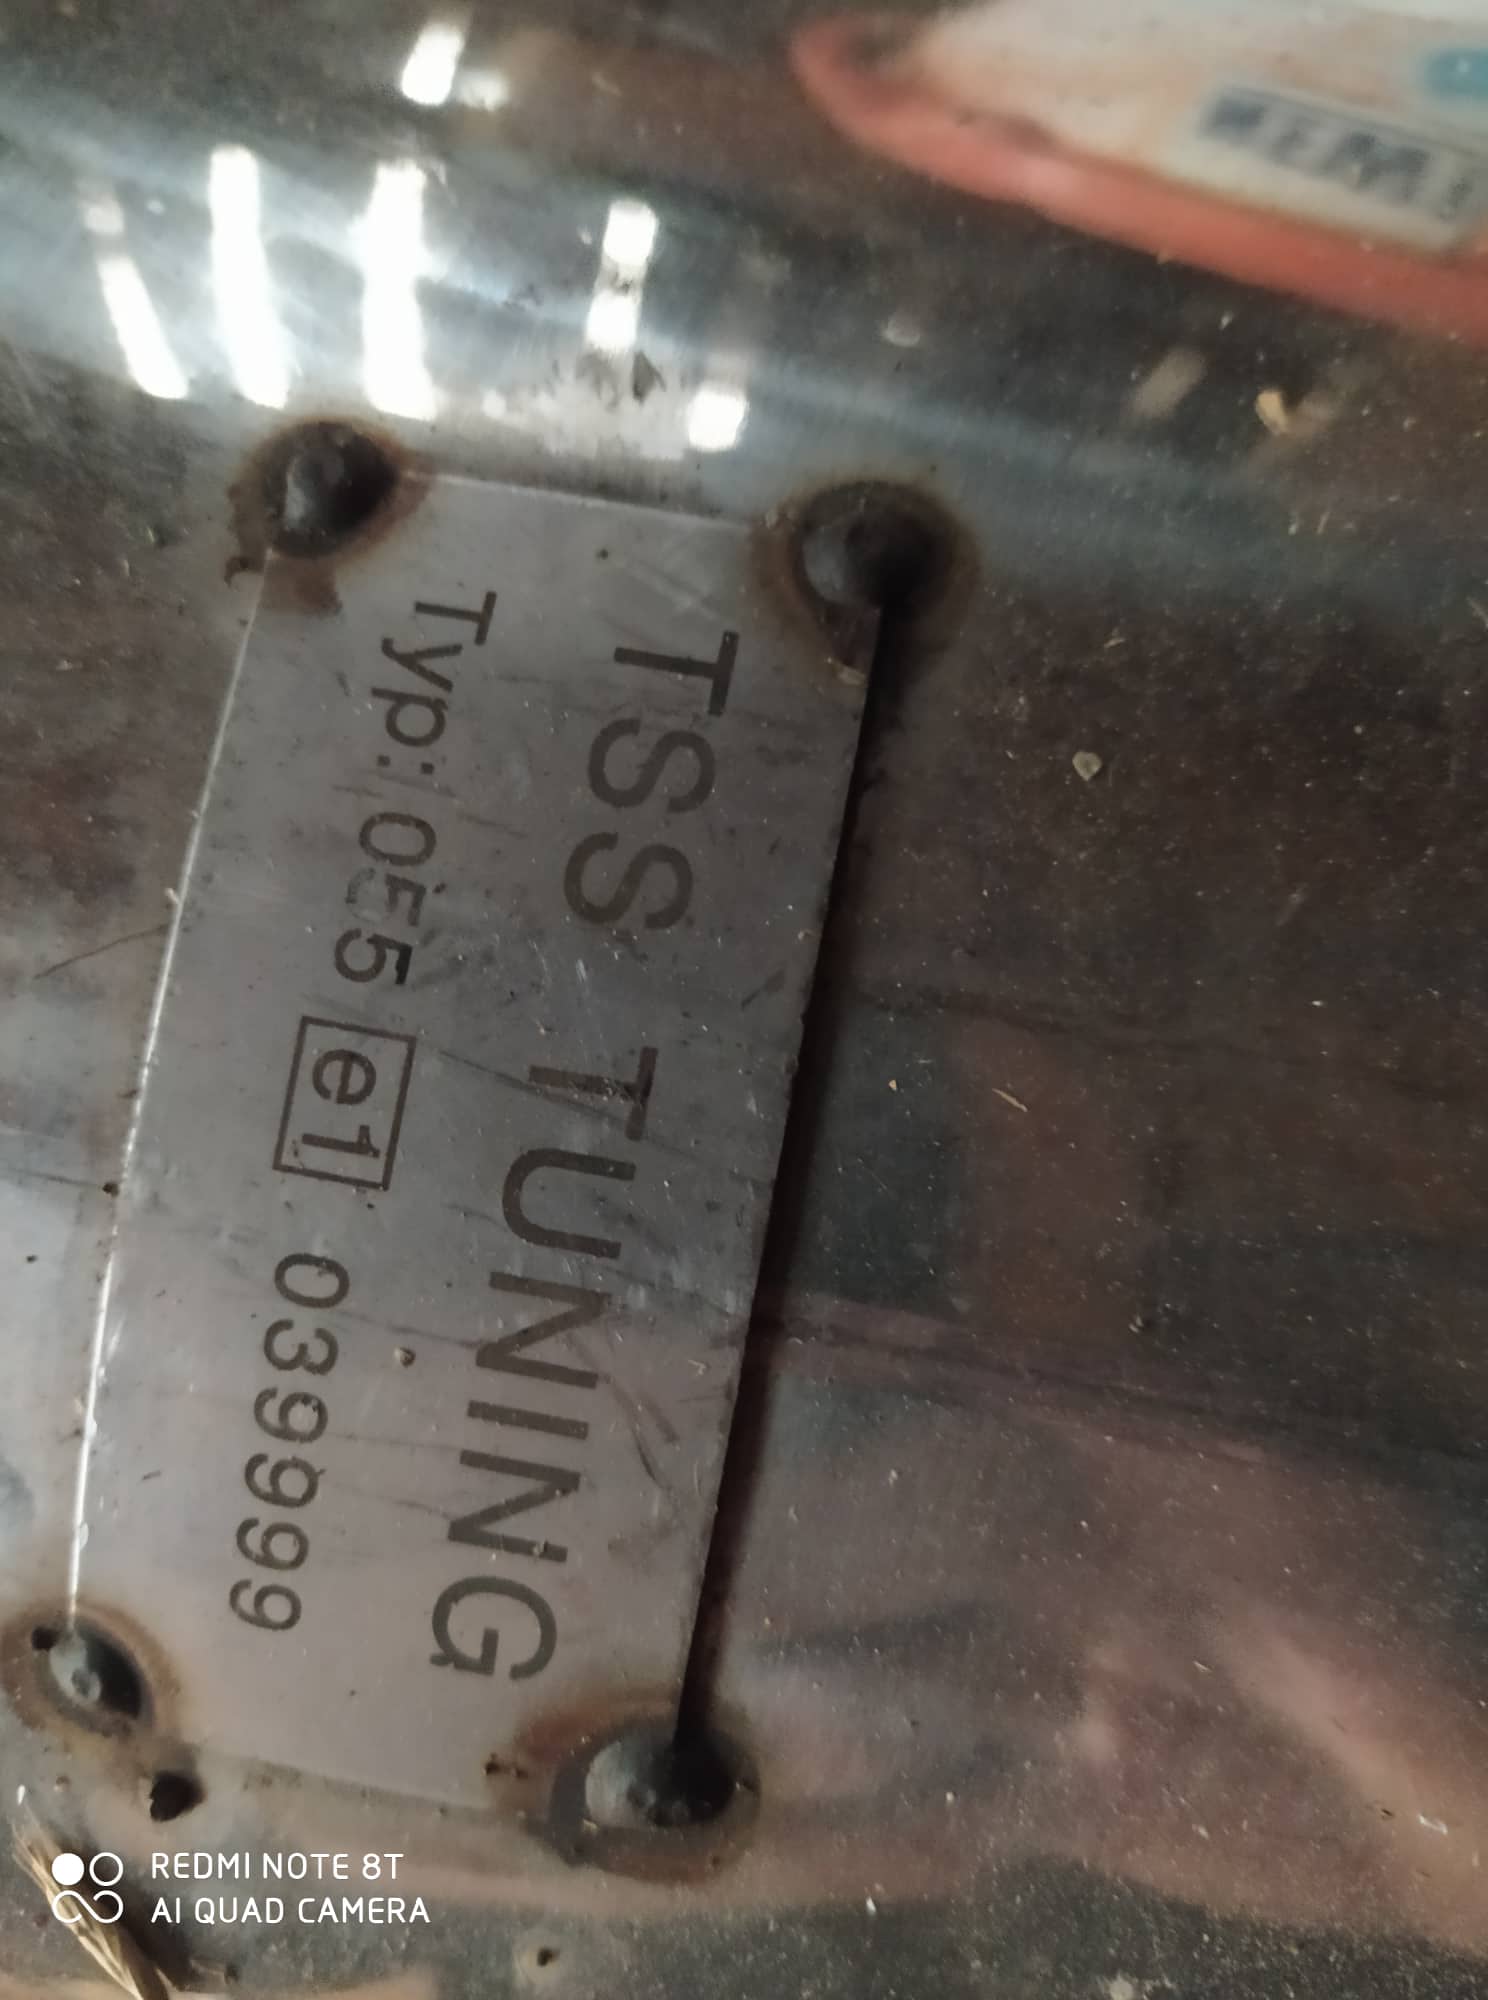 TSS TUNING
Typ: 055 e1 039999
REDMI NOTE 8T
AI QUAD CAMERA